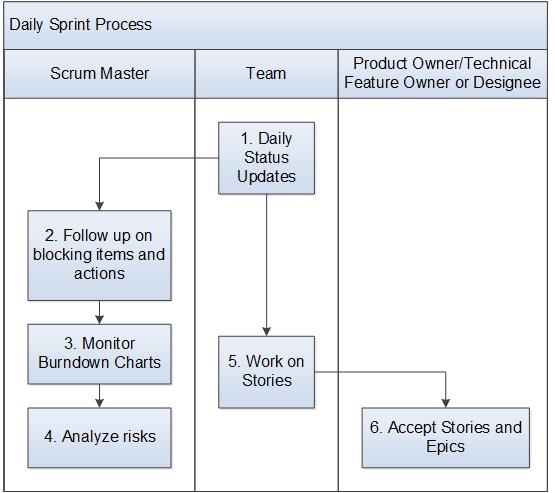 Daily Sprint Process
Scrum Master
Team
Product Owner/Technical
Feature Owner or Designee
1. Daily
Status
Updates
2. Follow up on
blocking items and
actions
3. Monitor
Burndown Charts
4. Analyze risks
5. Work on
Stories
6. Accept Stories and
Epics